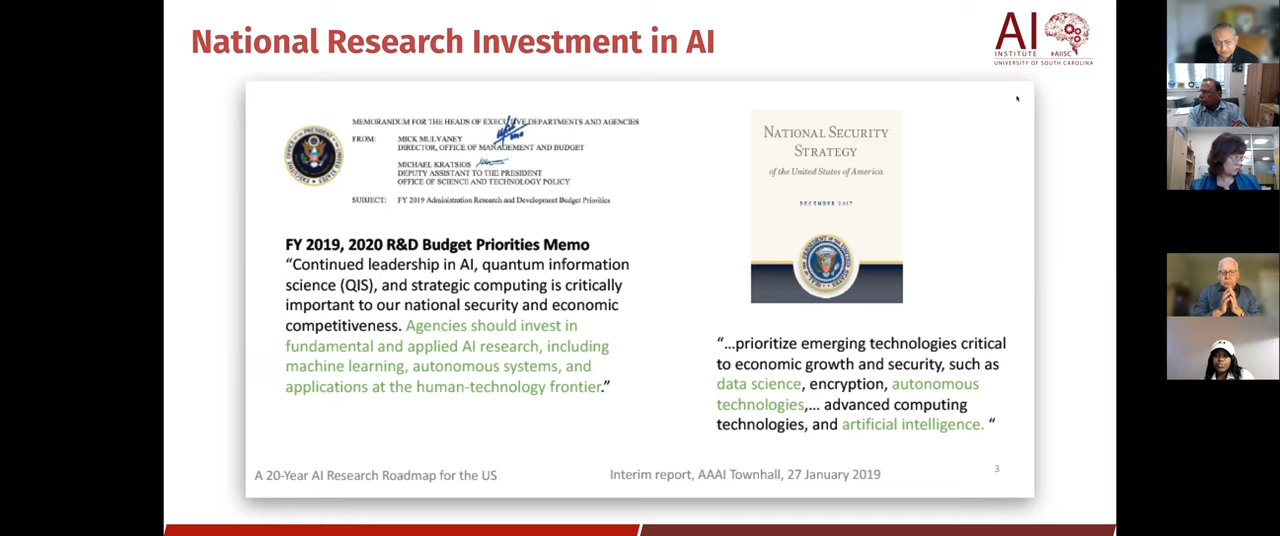 National Research Investment in AI
AI
INSTITUTE #AIISC
UNIVERSITY OF SOUTH CAROLINA
MEMORANDUM FOR THE HEADS OF EXECUTIVE DEPARTMENTS AND AGENCIES
FROM: MICK MULVANEY
DIRECTOR, OFFICE OF MANAGEMENT AND BUDGET
MICHAEL KRATSIOS
DEPUTY ASSISTANT TO THE PRESIDENT
OFFICE OF SCIENCE AND TECHNOLOGY POLICY
SUBJECT: FY 2019 Administration Research and Development Budget Priorities
FY 2019, 2020 R&D Budget Priorities Memo
“Continued leadership in AI, quantum information
science (QIS), and strategic computing is critically
important to our national security and economic
competitiveness. Agencies should invest in
fundamental and applied AI research, including
machine learning, autonomous systems, and
applications at the human-technology frontier.”
NATIONAL SECURITY
STRATEGY
of the United States of America
DECEMBER 2017
“…prioritize emerging technologies critical
to economic growth and security, such as
data science, encryption, autonomous
technologies,… advanced computing
technologies, and artificial intelligence. “
A 20-Year AI Research Roadmap for the US
Interim report, AAAI Townhall, 27 January 2019
3